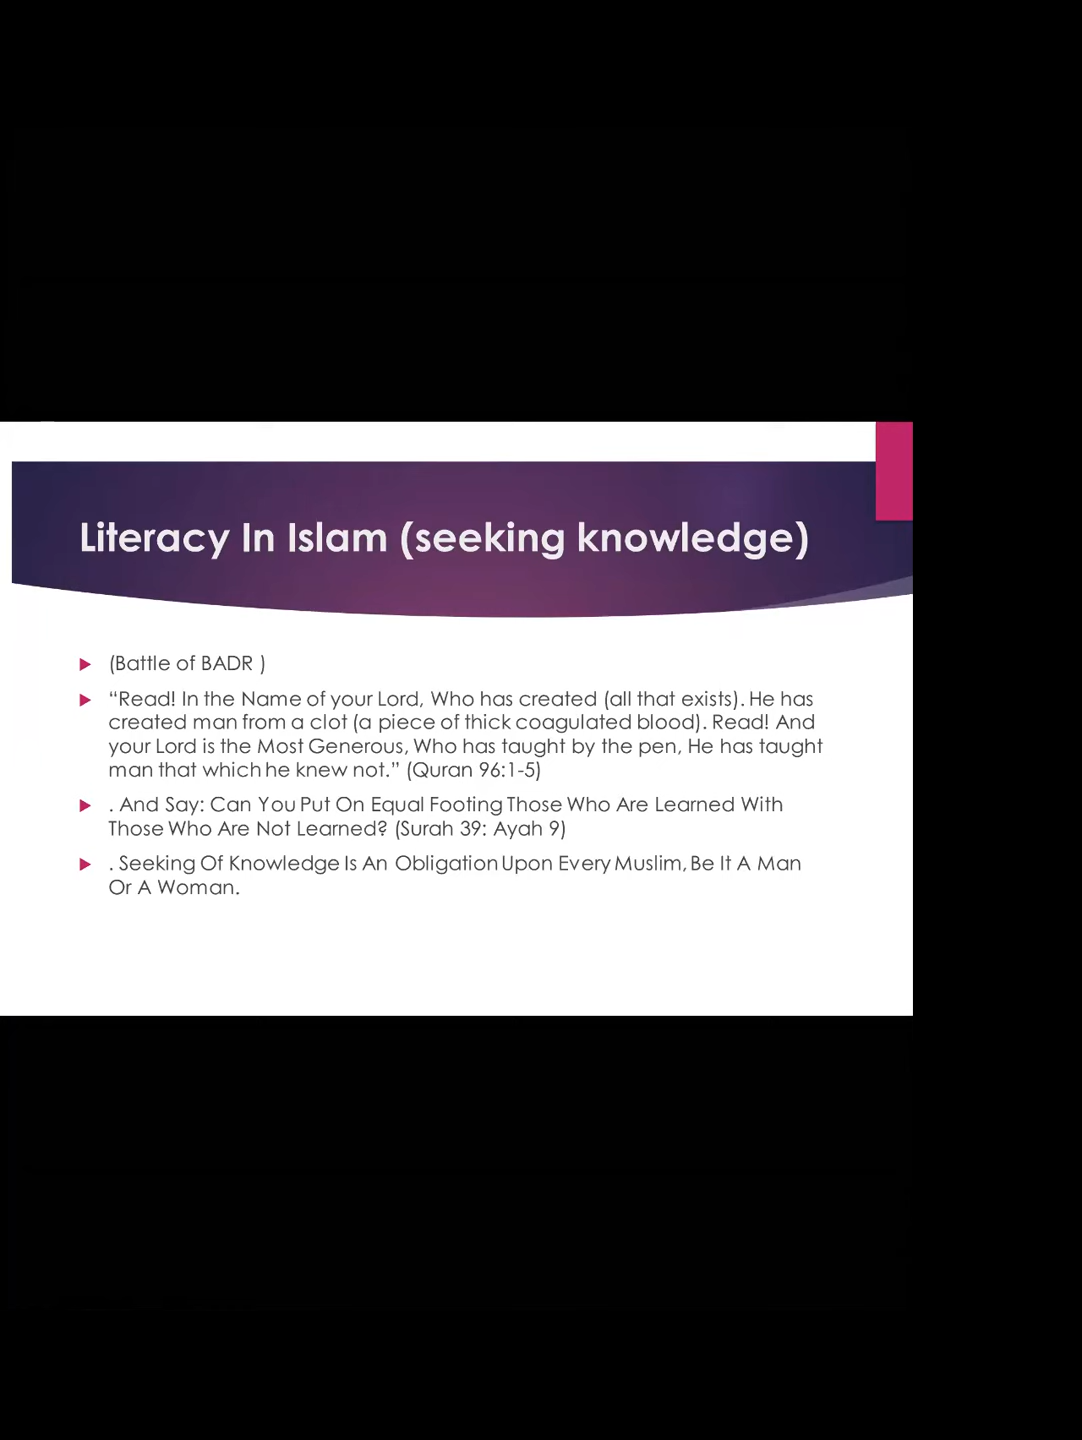 Literacy In Islam (seeking knowledge)
(Battle of BADR )
“Read! In the Name of your Lord, Who has created (all that exists). He has
created man from a clot (a piece of thick coagulated blood). Read! And
your Lord is the Most Generous, Who has taught by the pen, He has taught
man that which he knew not.” (Quran 96:1-5)
. And Say: Can You Put On Equal Footing Those Who Are Learned With
Those Who Are Not Learned? (Surah 39: Ayah 9)
. Seeking Of Knowledge Is An Obligation Upon Every Muslim, Be It A Man
Or A Woman.